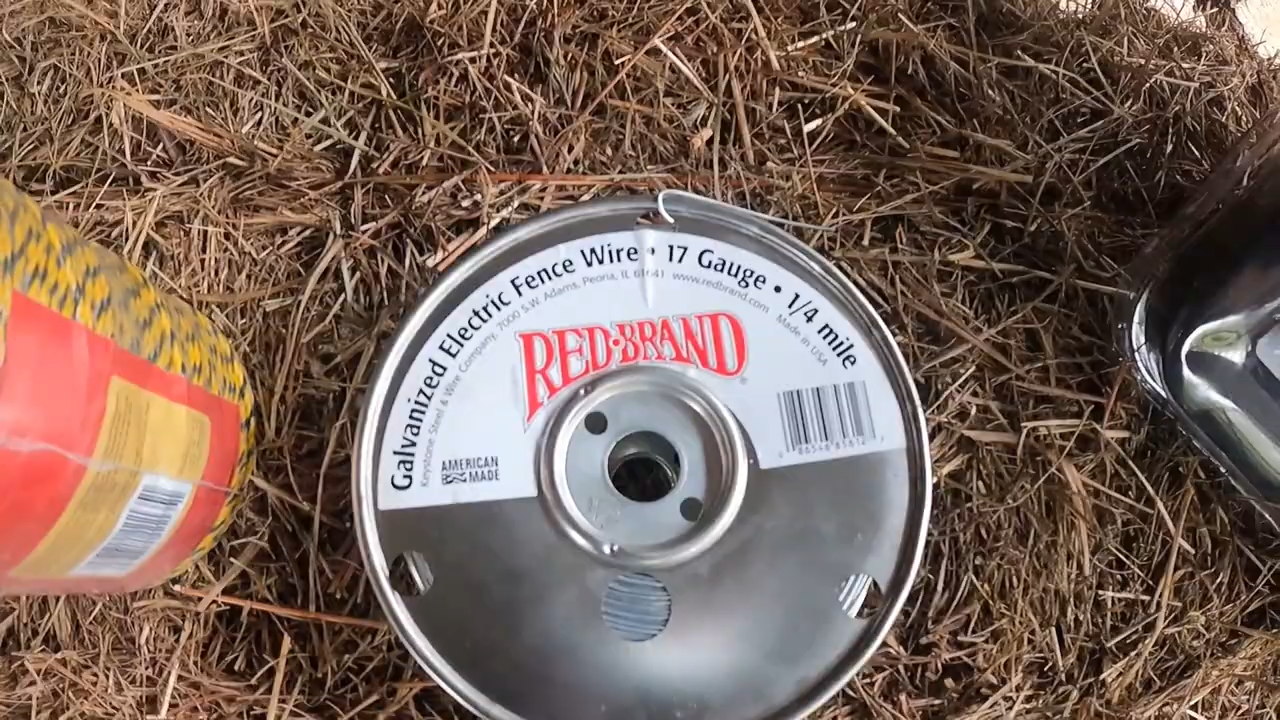 Galvanized Electric Fence Wire • 17 Gauge • 1/4 mile
Keystone Steel & Wire Company, 7000 S.W. Adams, Peoria, IL 61641 www.redbrand.com Made in USA
RED•BRAND
AMERICAN
MADE